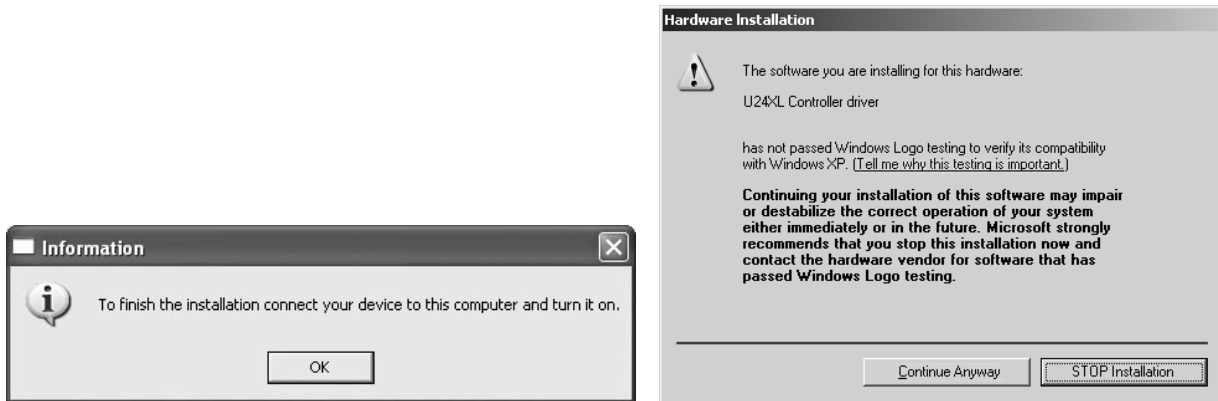 Information
To finish the installation connect your device to this computer and turn it on.
OK
Hardware Installation
The software you are installing for this hardware:
U24XL Controller driver
has not passed Windows Logo testing to verify its compatibility
with Windows XP. (Tell me why this testing is important.)
Continuing your installation of this software may impair
or destabilize the correct operation of your system
either immediately or in the future. Microsoft strongly
recommends that you stop this installation now and
contact the hardware vendor for software that has
passed Windows Logo testing.
Continue Anyway
STOP Installation